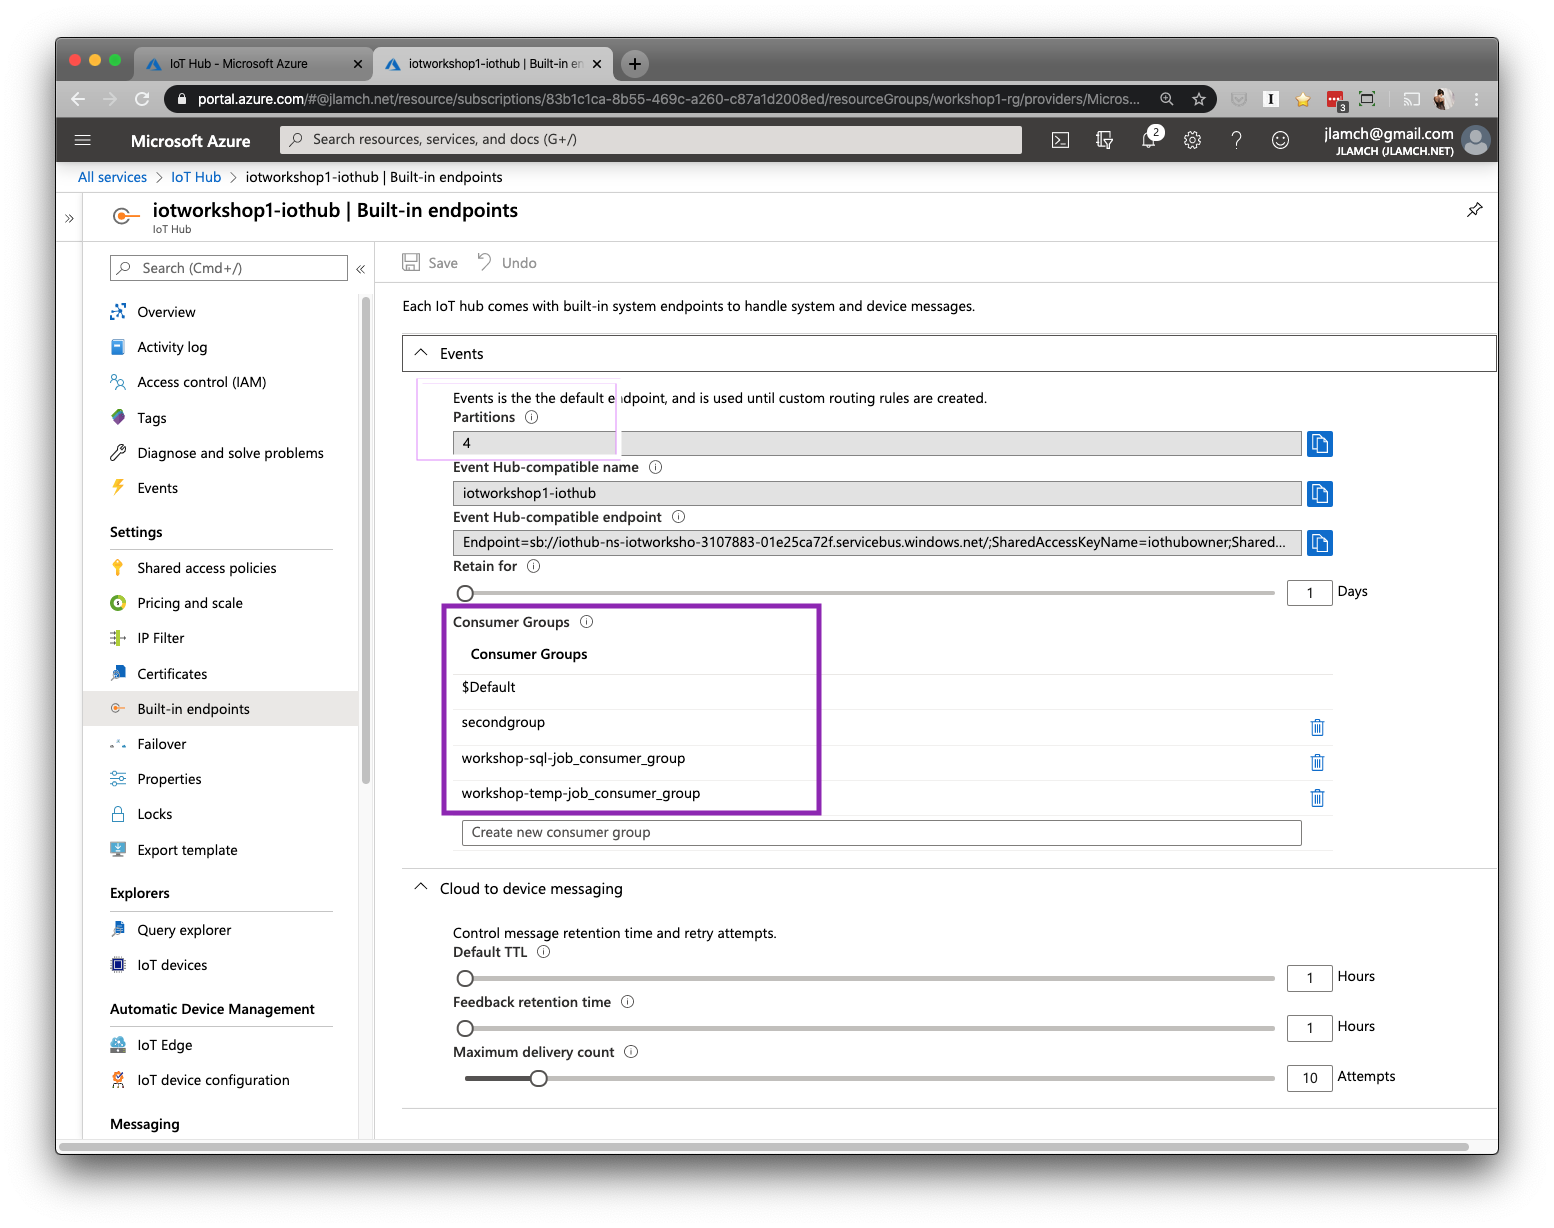 IoT Hub - Microsoft Azure
iotworkshop1-iothub | Built-in en
portal.azure.com/#@jlamch.net/resource/subscriptions/83b1c1ca-8b55-469c-a260-c87a1d2008ed/resourceGroups/workshop1-rg/providers/Micros...
3
Microsoft Azure
Search resources, services, and docs (G+/)
2
jlamch@gmail.com
JLAMCH (JLAMCH.NET)
All services > IoT Hub > iotworkshop1-iothub | Built-in endpoints
iotworkshop1-iothub | Built-in endpoints
IoT Hub
Search (Cmd+/)
Overview
Activity log
Access control (IAM)
Tags
Diagnose and solve problems
Events
Settings
Shared access policies
Pricing and scale
IP Filter
Certificates
Built-in endpoints
Failover
Properties
Locks
Export template
Explorers
Query explorer
IoT devices
Automatic Device Management
IoT Edge
IoT device configuration
Messaging
Save
Undo
Each IoT hub comes with built-in system endpoints to handle system and device messages.
Events
Events is the the default endpoint, and is used until custom routing rules are created.
Partitions
4
Event Hub-compatible name
iotworkshop1-iothub
Event Hub-compatible endpoint
Endpoint=sb://iothub-ns-iotworksho-3107883-01e25ca72f.servicebus.windows.net/;SharedAccessKeyName=iothubowner;Shared...
Retain for
1 Days
Consumer Groups
Consumer Groups
$Default
secondgroup
workshop-sql-job_consumer_group
workshop-temp-job_consumer_group
Create new consumer group
Cloud to device messaging
Control message retention time and retry attempts.
Default TTL
1 Hours
Feedback retention time
1 Hours
Maximum delivery count
10 Attempts